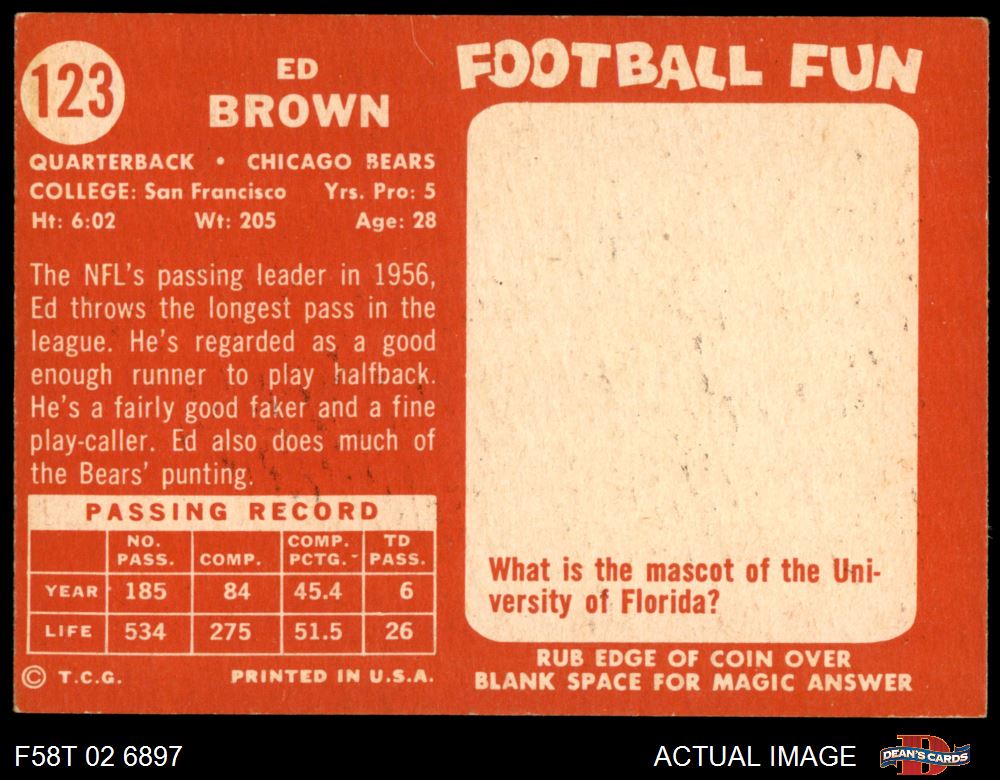 123
ED
BROWN
QUARTERBACK • CHICAGO BEARS
COLLEGE: San Francisco Yrs. Pro: 5
Ht: 6:02 Wt: 205 Age: 28
The NFL's passing leader in 1956,
Ed throws the longest pass in the
league. He's regarded as a good
enough runner to play halfback.
He's a fairly good faker and a fine
play-caller. Ed also does much of
the Bears' punting.
PASSING RECORD
NO. PASS. COMP. COMP. PCTG. TD PASS.
YEAR 185 84 45.4 6
LIFE 534 275 51.5 26
© T.C.G. PRINTED IN U.S.A.
FOOTBALL FUN
What is the mascot of the Uni-
versity of Florida?
RUB EDGE OF COIN OVER
BLANK SPACE FOR MAGIC ANSWER
F58T 02 6897 ACTUAL IMAGE
D
DEAN'S CARDS